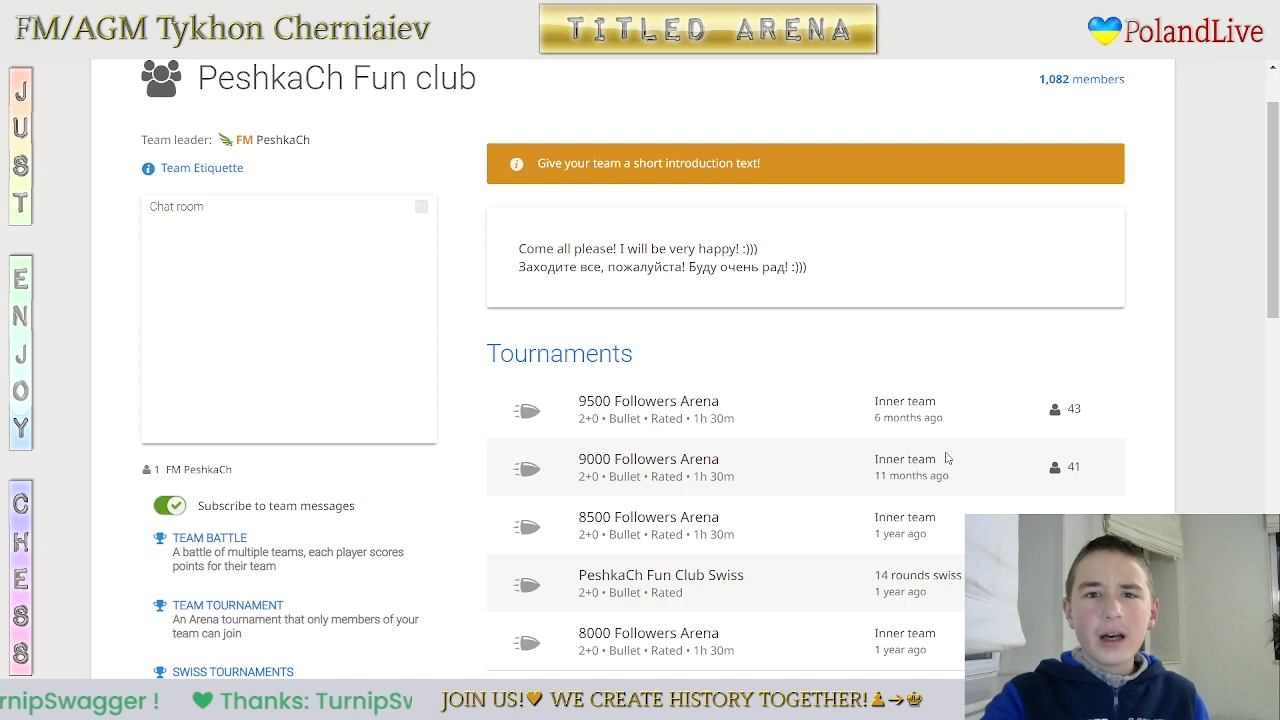 FM/AGM Tykhon Cherniaiev
TITLED ARENA
PolandLive
JUST
ENJOY
CHESS
PeshkaCh Fun club
1,082 members
Team leader: FM PeshkaCh
Team Etiquette
Give your team a short introduction text!
Chat room
Come all please! I will be very happy! :)))
Заходите все, пожалуйста! Буду очень рад! :)))
Tournaments
9500 Followers Arena
2+0 • Bullet • Rated • 1h 30m
Inner team
6 months ago
43
9000 Followers Arena
2+0 • Bullet • Rated • 1h 30m
Inner team
11 months ago
41
8500 Followers Arena
2+0 • Bullet • Rated • 1h 30m
Inner team
1 year ago
PeshkaCh Fun Club Swiss
2+0 • Bullet • Rated
14 rounds swiss
1 year ago
8000 Followers Arena
2+0 • Bullet • Rated • 1h 30m
Inner team
1 year ago
1 FM PeshkaCh
Subscribe to team messages
TEAM BATTLE
A battle of multiple teams, each player scores
points for their team
TEAM TOURNAMENT
An Arena tournament that only members of your
team can join
SWISS TOURNAMENTS
rnipSwagger ! 💚 Thanks: TurnipSw
JOIN US!🧡 WE CREATE HISTORY TOGETHER!♟→♚